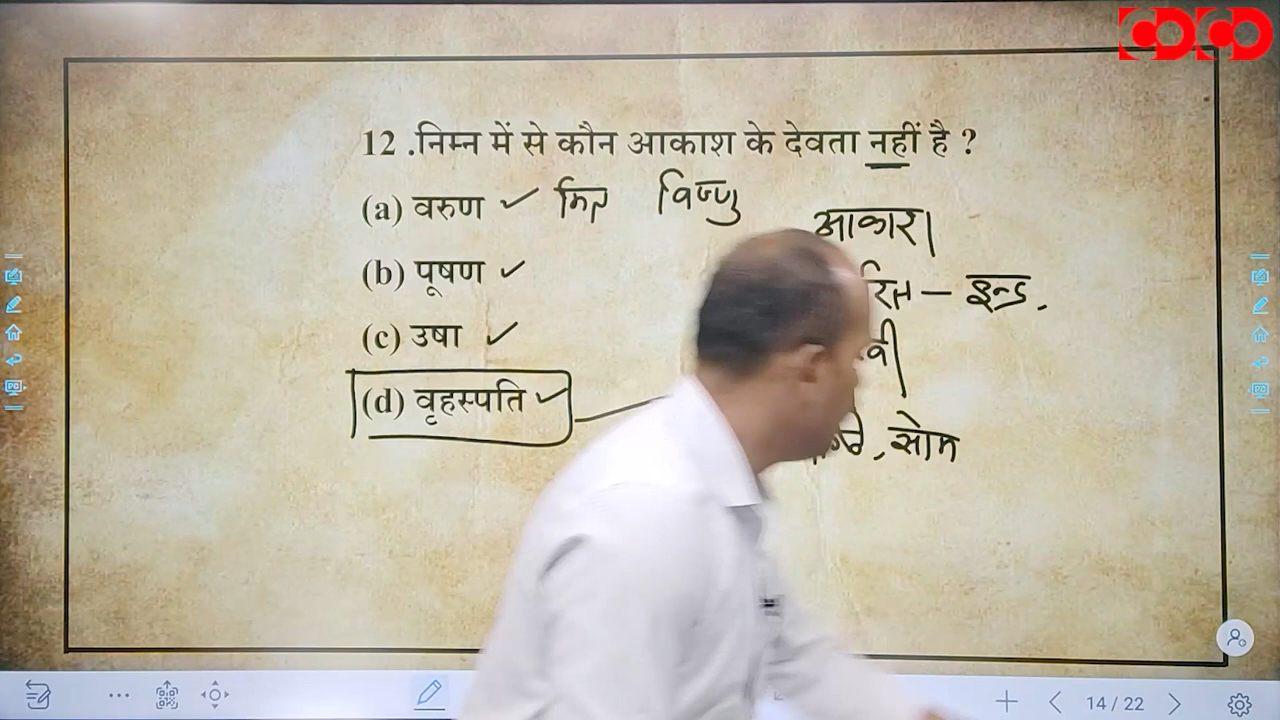 12 .निम्न में से कौन आकाश के देवता नहीं है ?
(a) वरुण मित्र विष्णु
(b) पूषण
(c) उषा
(d) वृहस्पति
आकाश
– इन्द्र.
, सोम
14 / 22